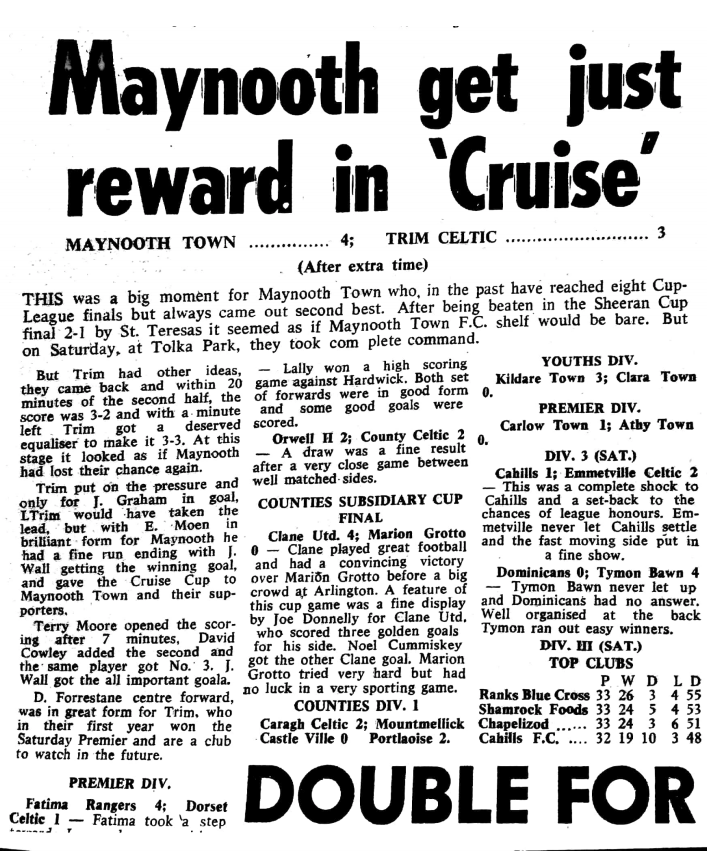 Maynooth get just
reward in 'Cruise'
MAYNOOTH TOWN ............... 4; TRIM CELTIC ........................... 3
(After extra time)
THIS was a big moment for Maynooth Town who, in the past have reached eight Cup-
League finals but always came out second best. After being beaten in the Sheeran Cup
final 2-1 by St. Teresas it seemed as if Maynooth Town F.C. shelf would be bare. But
on Saturday, at Tolka Park, they took com plete command.
But Trim had other ideas,
they came back and within 20
minutes of the second half, the
score was 3-2 and with a minute
left Trim got a deserved
equaliser to make it 3-3. At this
stage it looked as if Maynooth
had lost their chance again.
Trim put on the pressure and
only for J. Graham in goal,
LTrim would have taken the
lead, but with E. Moen in
brilliant form for Maynooth he
had a fine run ending with J.
Wall getting the winning goal,
and gave the Cruise Cup to
Maynooth Town and their sup-
porters.
Terry Moore opened the scor-
ing after 7 minutes, David
Cowley added the second and
the same player got No. 3. J.
Wall got the all important goala.
D. Forrestane centre forward,
was in great form for Trim, who
in their first year won the
Saturday Premier and are a club
to watch in the future.
PREMIER DIV.
Fatima Rangers 4; Dorset
Celtic 1 — Fatima took a step
— Lally won a high scoring
game against Hardwick. Both set
of forwards were in good form
and some good goals were
scored.
Orwell H 2; County Celtic 2
— A draw was a fine result
after a very close game between
well matched sides.
COUNTIES SUBSIDIARY CUP
FINAL
Clane Utd. 4; Marion Grotto
0 — Clane played great football
and had a convincing victory
over Marion Grotto before a big
crowd at Arlington. A feature of
this cup game was a fine display
by Joe Donnelly for Clane Utd.
who scored three golden goals
for his side. Noel Cummiskey
got the other Clane goal. Marion
Grotto tried very hard but had
no luck in a very sporting game.
COUNTIES DIV. 1
Caragh Celtic 2; Mountmellick
Castle Ville 0 Portlaoise 2.
YOUTHS DIV.
Kildare Town 3; Clara Town
0.
PREMIER DIV.
Carlow Town 1; Athy Town
0.
DIV. 3 (SAT.)
Cahills 1; Emmetville Celtic 2
— This was a complete shock to
Cahills and a set-back to the
chances of league honours. Em-
metville never let Cahills settle
and the fast moving side put in
a fine show.
Dominicans 0; Tymon Bawn 4
— Tymon Bawn never let up
and Dominicans had no answer.
Well organised at the back
Tymon ran out easy winners.
DIV. III (SAT.)
TOP CLUBS
P W D L D
Ranks Blue Cross 33 26 3 4 55
Shamrock Foods 33 24 5 4 53
Chapelizod ...... 33 24 3 6 51
Cahills F.C. .... 32 19 10 3 48
DOUBLE FOR